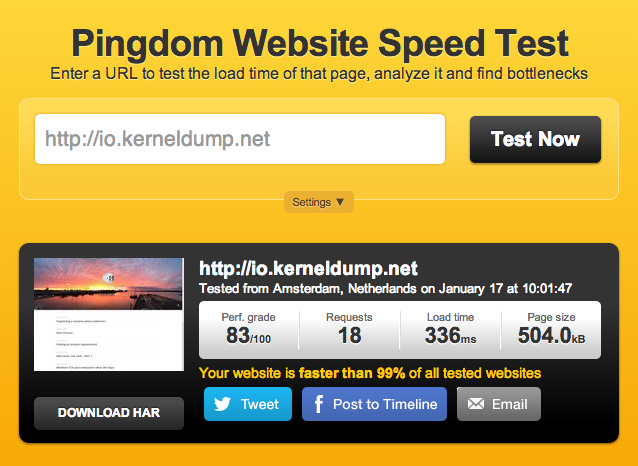 Pingdom Website Speed Test
Enter a URL to test the load time of that page, analyze it and find bottlenecks
http://io.kerneldump.net
Test Now
Settings ▼
http://io.kerneldump.net
Tested from Amsterdam, Netherlands on January 17 at 10:01:47
Perf. grade Requests Load time Page size
83/100 18 336ms 504.0kB
Your website is faster than 99% of all tested websites
DOWNLOAD HAR
Tweet Post to Timeline Email